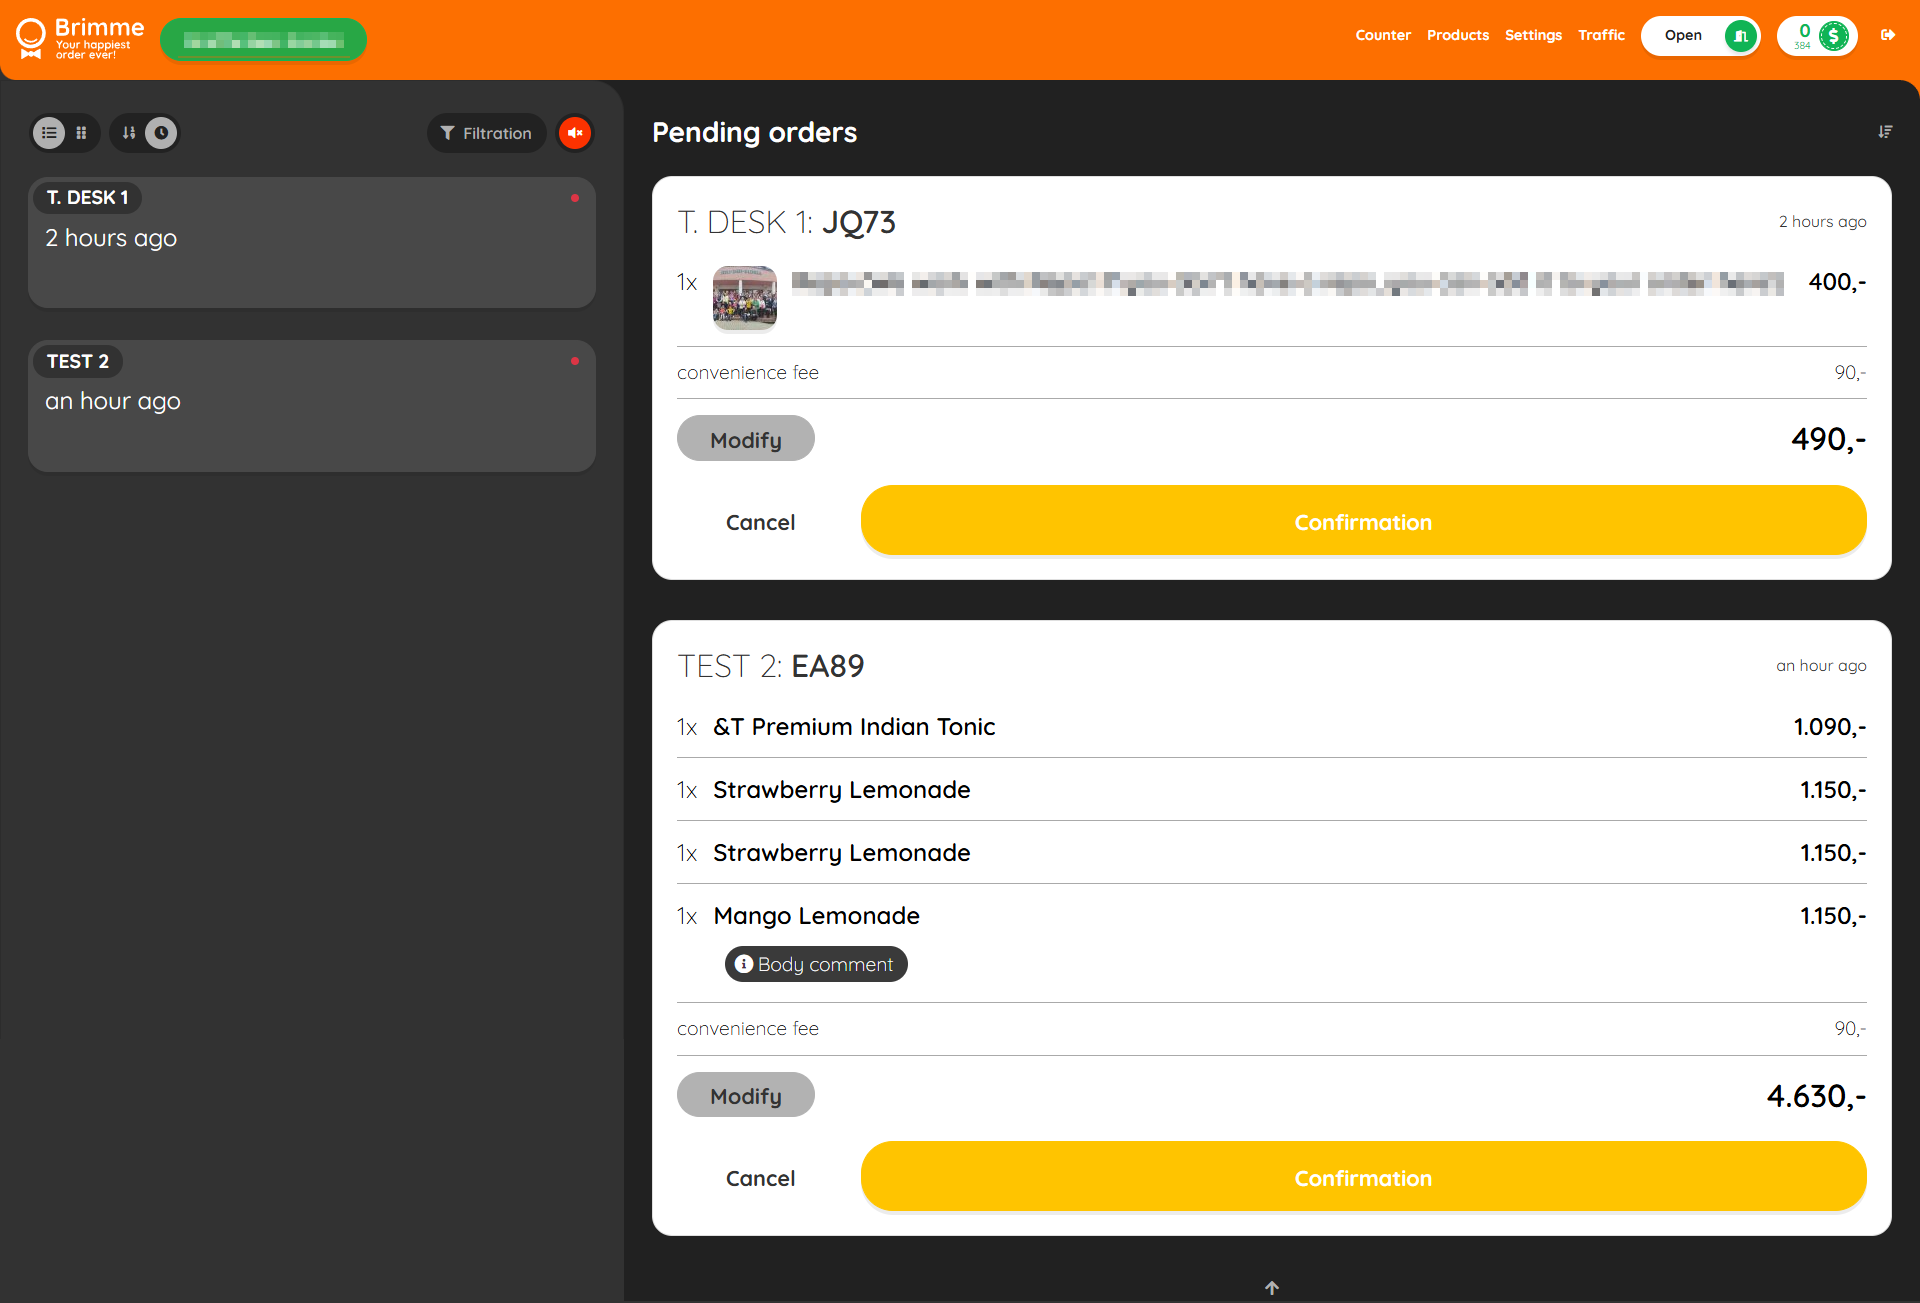 Brimme
Your happiest
order ever!
Counter
Products
Settings
Traffic
Open
0
384
Filtration
T. DESK 1
2 hours ago
TEST 2
an hour ago
Pending orders
T. DESK 1: JQ73
2 hours ago
1x
400,-
convenience fee
90,-
Modify
490,-
Cancel
Confirmation
TEST 2: EA89
an hour ago
1x &T Premium Indian Tonic
1.090,-
1x Strawberry Lemonade
1.150,-
1x Strawberry Lemonade
1.150,-
1x Mango Lemonade
1.150,-
Body comment
convenience fee
90,-
Modify
4.630,-
Cancel
Confirmation